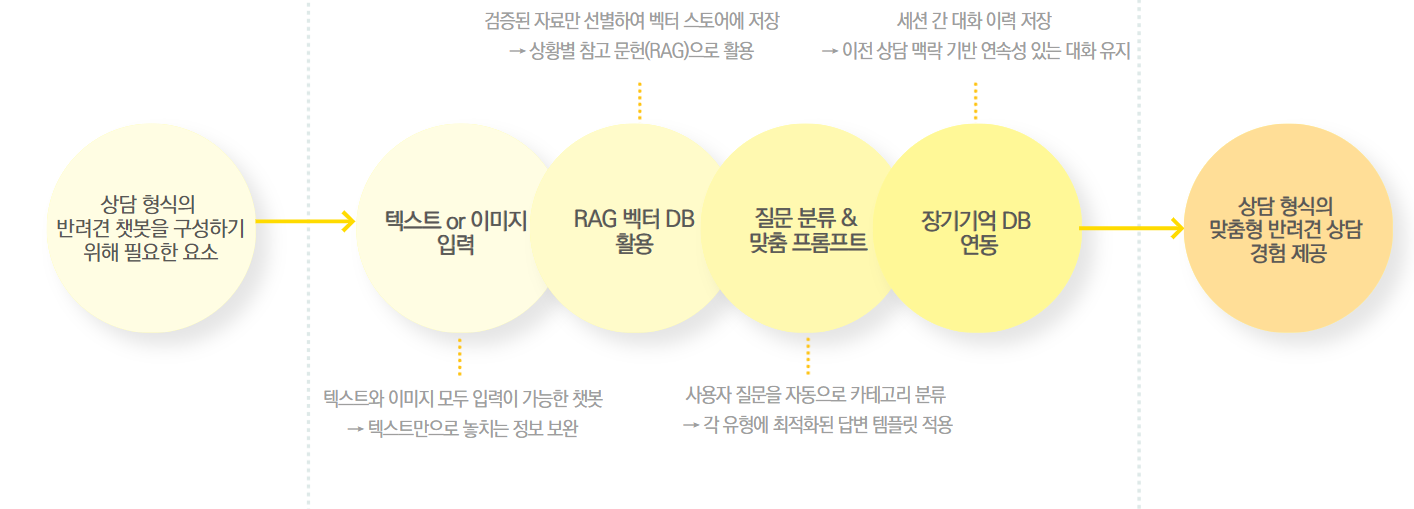 검증된 자료만 선별하여 벡터 스토어에 저장
→ 상황별 참고 문헌(RAG)으로 활용
세션 간 대화 이력 저장
→ 이전 상담 맥락 기반 연속성 있는 대화 유지
상담 형식의
반려견 챗봇을 구성하기
위해 필요한 요소
텍스트 or 이미지
입력
RAG 벡터 DB
활용
질문 분류 &
맞춤 프롬프트
장기기억 DB
연동
상담 형식의
맞춤형 반려견 상담
경험 제공
텍스트와 이미지 모두 입력이 가능한 챗봇
→ 텍스트만으로 놓치는 정보 보완
사용자 질문을 자동으로 카테고리 분류
→ 각 유형에 최적화된 답변 템플릿 적용